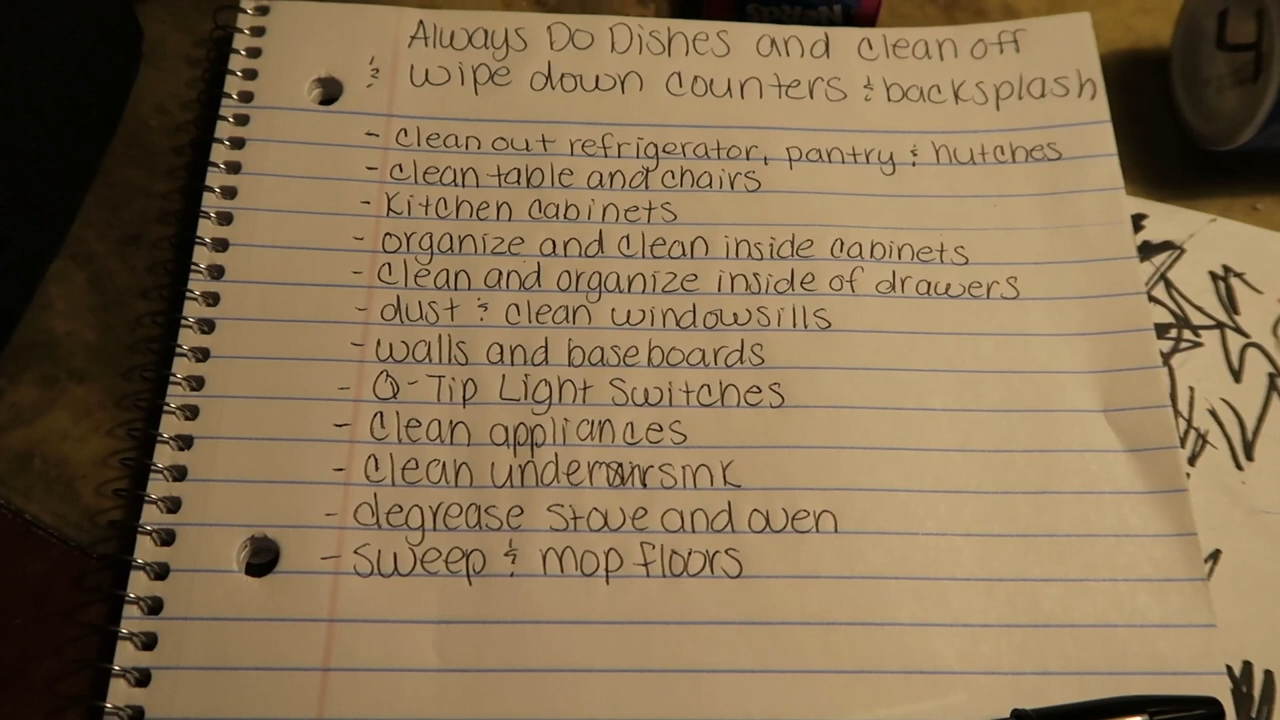 Always Do Dishes and clean off
& wipe down counters & backsplash
- clean out refrigerator, pantry & hutches
- clean table and chairs
- Kitchen cabinets
- organize and clean inside cabinets
- clean and organize inside of drawers
- dust & clean windowsills
- walls and baseboards
- Q-Tip Light Switches
- clean appliances
- clean under sink
- degrease stove and oven
- sweep & mop floors
4